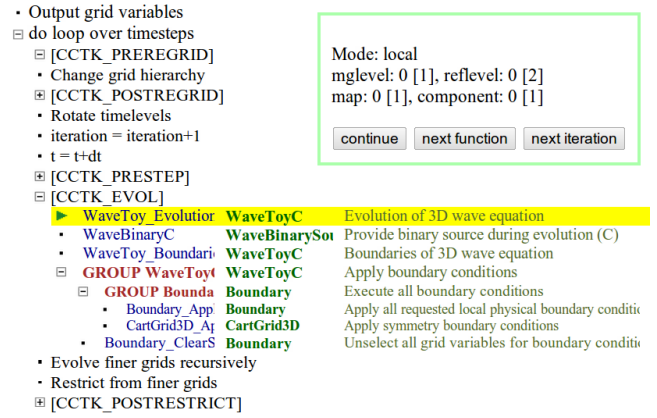 Output grid variables
do loop over timesteps
[CCTK_PREREGRID]
Change grid hierarchy
[CCTK_POSTREGRID]
Rotate timelevels
iteration = iteration+1
t = t+dt
[CCTK_PRESTEP]
[CCTK_EVOL]
WaveToy_Evolution WaveToyC Evolution of 3D wave equation
WaveBinaryC WaveBinarySou Provide binary source during evolution (C)
WaveToy_Boundari WaveToyC Boundaries of 3D wave equation
GROUP WaveToy WaveToyC Apply boundary conditions
GROUP Bounda Boundary Execute all boundary conditions
Boundary_App Boundary Apply all requested local physical boundary conditic
CartGrid3D_Ap CartGrid3D Apply symmetry boundary conditions
Boundary_ClearS Boundary Unselect all grid variables for boundary conditic
Evolve finer grids recursively
Restrict from finer grids
[CCTK_POSTRESTRICT]
Mode: local
mglevel: 0 [1], reflevel: 0 [2]
map: 0 [1], component: 0 [1]
continue next function next iteration